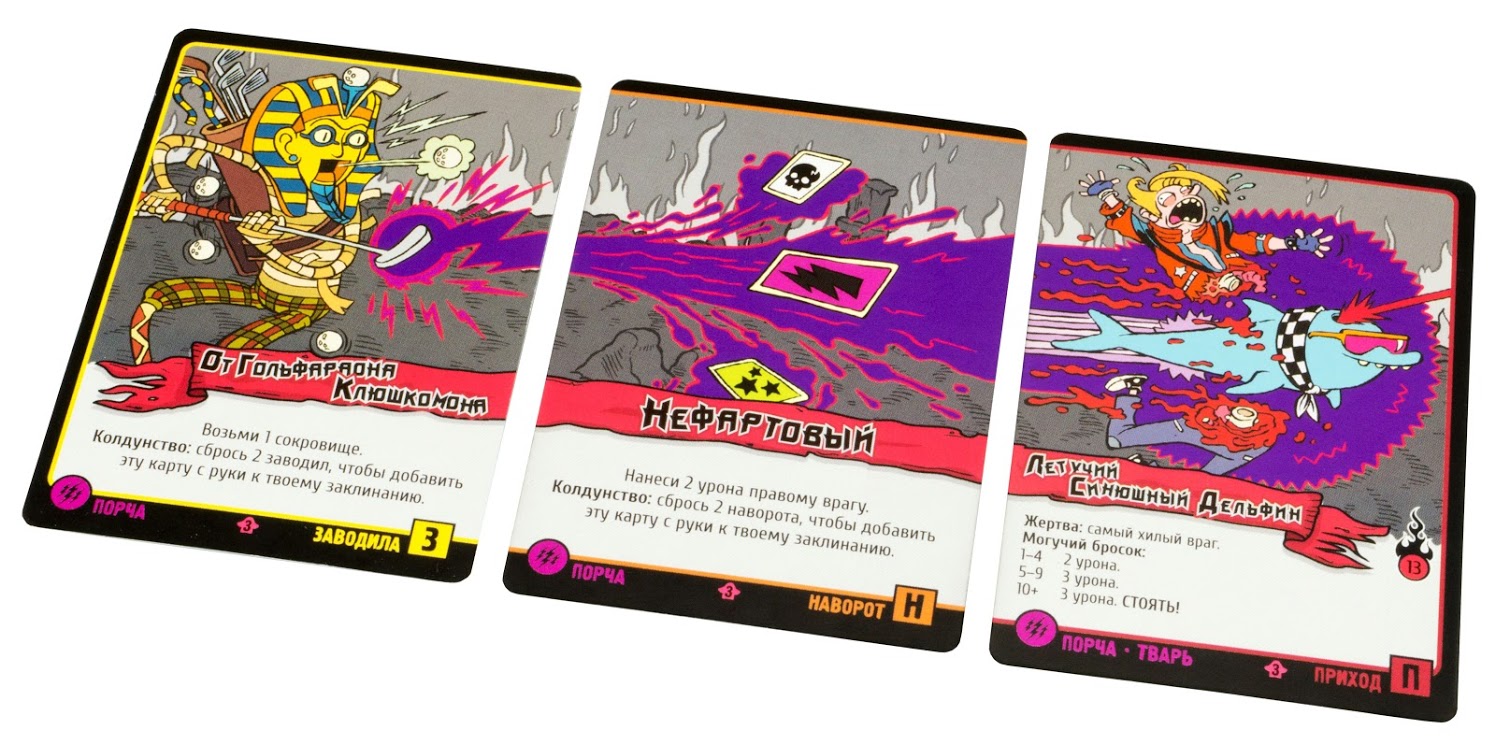 От Гольфараона
Клюшкомона
Возьми 1 сокровище.
Колдунство: сбрось 2 заводил, чтобы добавить
эту карту с руки к твоему заклинанию.
ПОРЧА
3
ЗАВОДИЛА З
Нефартовый
Нанеси 2 урона правому врагу.
Колдунство: сбрось 2 наворота, чтобы добавить
эту карту с руки к твоему заклинанию.
ПОРЧА
3
НАВОРОТ Н
Летучий
Синюшный Дельфин
Жертва: самый хилый враг.
Могучий бросок:
1–4 2 урона.
5–9 3 урона.
10+ 3 урона. СТОЯТЬ!
13
ПОРЧА · ТВАРЬ
3
ПРИХОД П